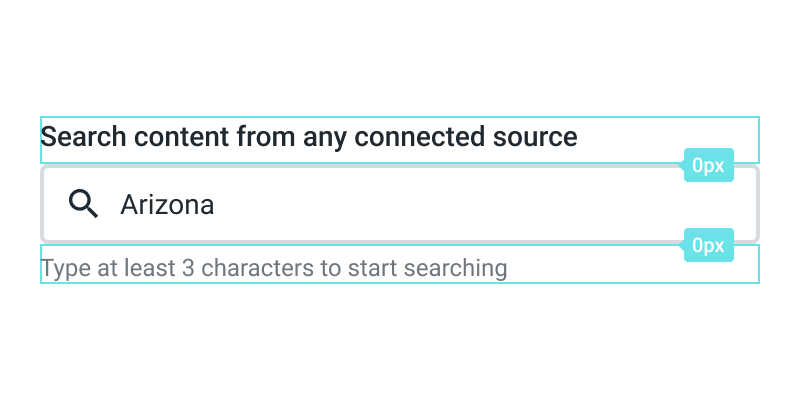 Search content from any connected source
0px
Arizona
0px
Type at least 3 characters to start searching